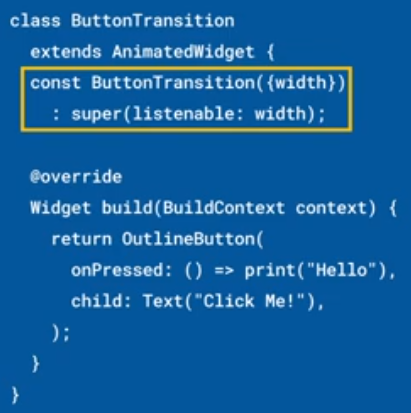 class ButtonTransition
extends AnimatedWidget {
const ButtonTransition({width})
: super(listenable: width);
@override
Widget build(BuildContext context) {
return OutlineButton(
onPressed: () => print("Hello"),
child: Text("Click Me!"),
);
}
}